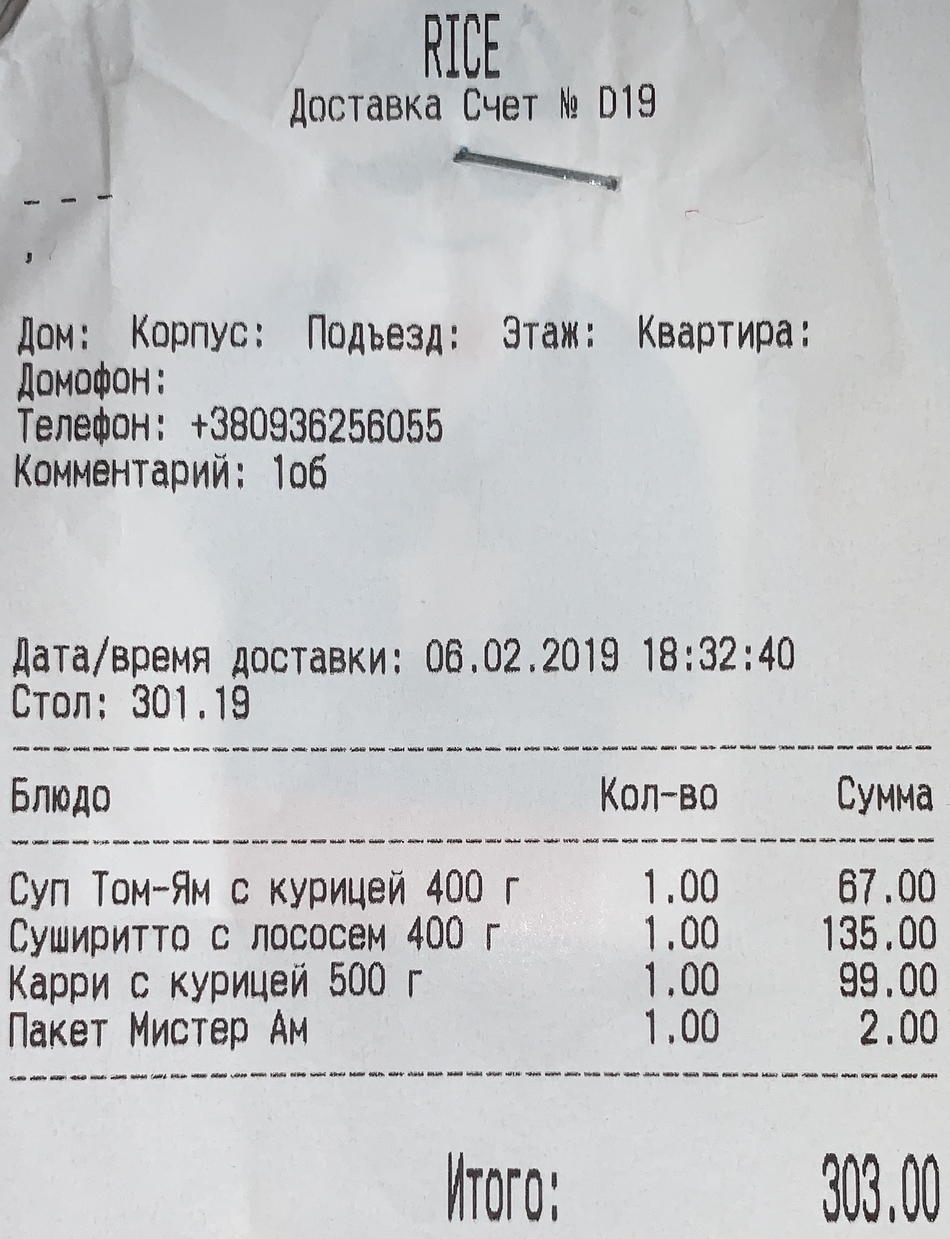 RICE
Доставка Счет № D19
- - -
,
Дом: Корпус: Подъезд: Этаж: Квартира:
Домофон:
Телефон: +380936256055
Комментарий: 1об
Дата/время доставки: 06.02.2019 18:32:40
Стол: 301.19
Блюдо Кол-во Сумма
Суп Том-Ям с курицей 400 г 1.00 67.00
Суширитто с лососем 400 г 1.00 135.00
Карри с курицей 500 г 1.00 99.00
Пакет Мистер Ам 1.00 2.00
Итого: 303.00